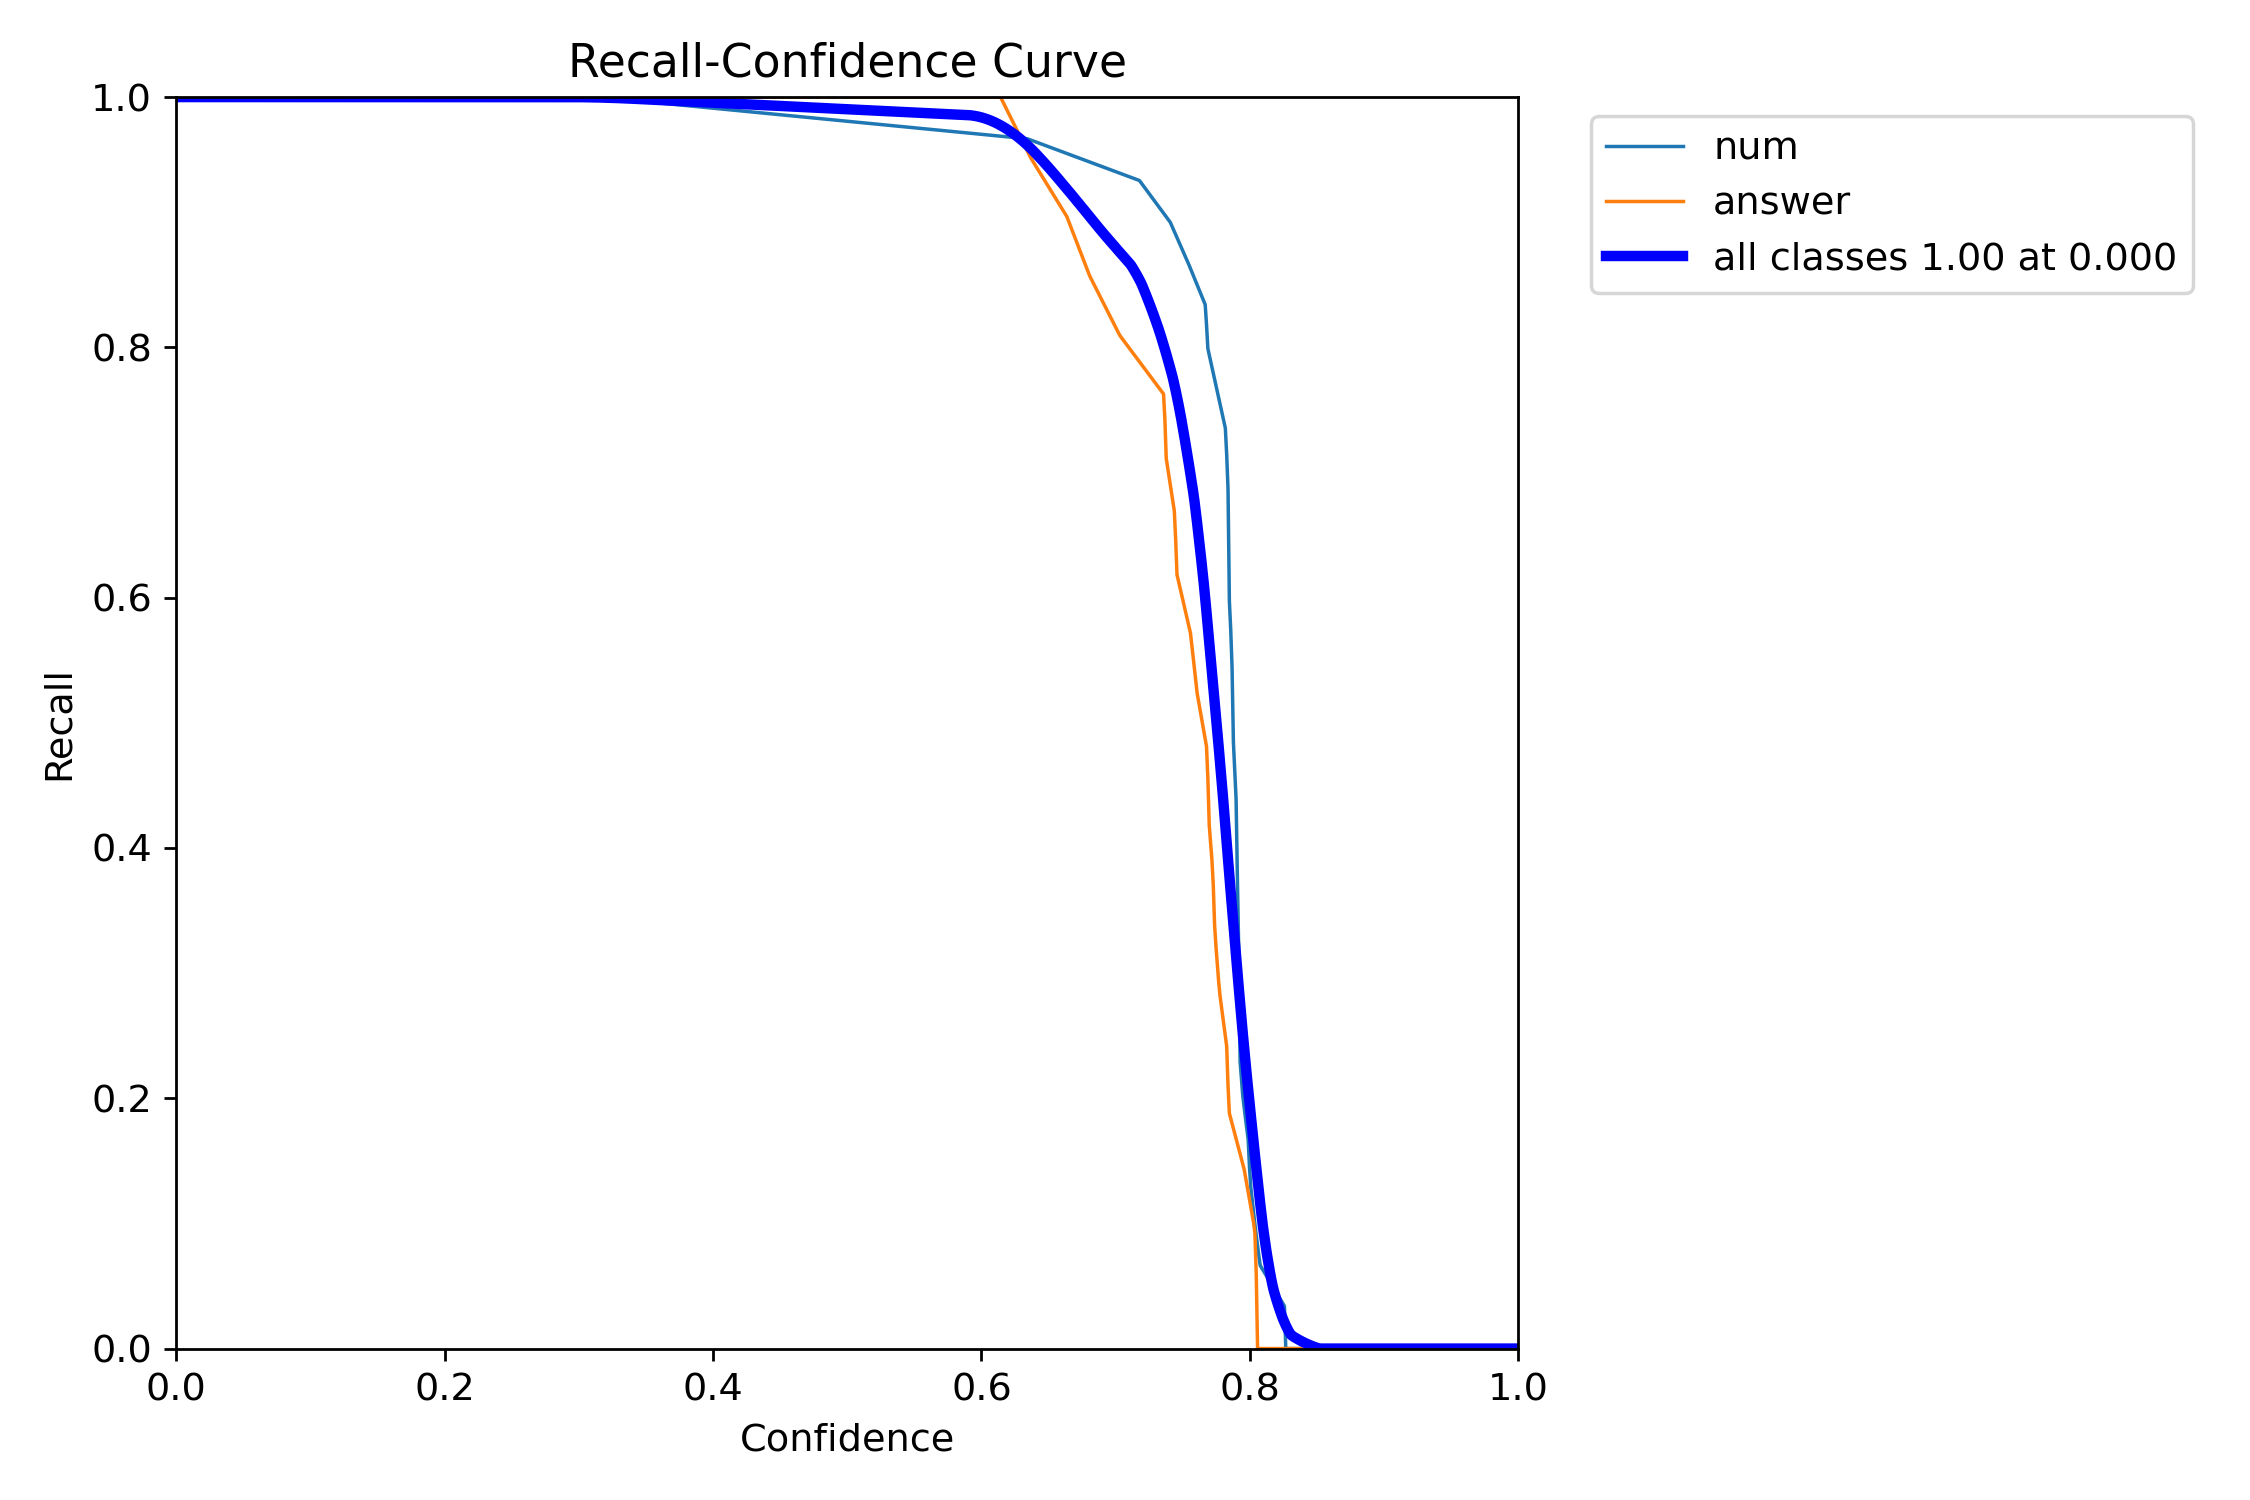 Recall-Confidence Curve
1.0
0.8
0.6
0.4
0.2
0.0
Recall
0.0 0.2 0.4 0.6 0.8 1.0
Confidence
num
answer
all classes 1.00 at 0.000